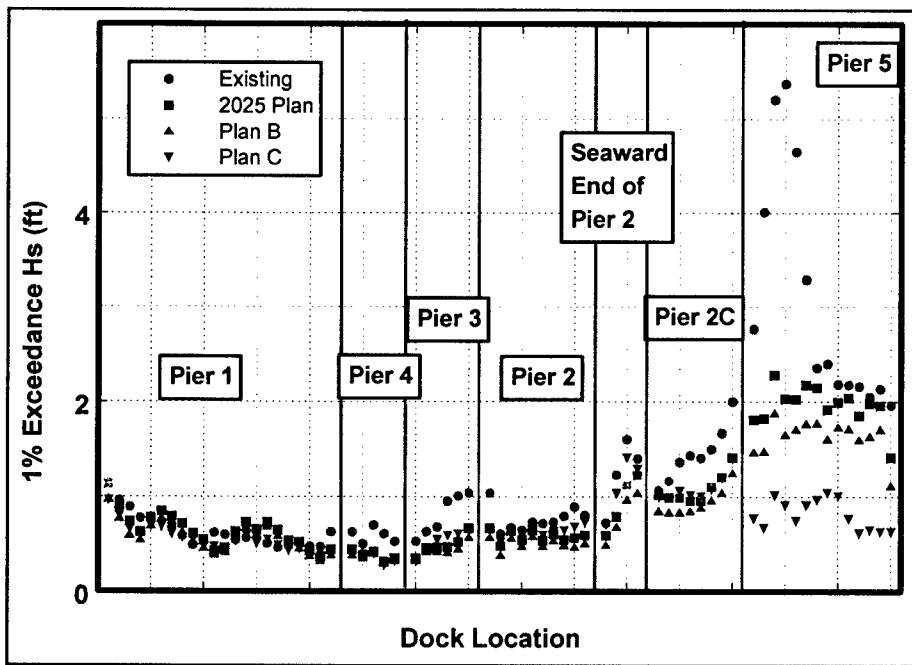 Existing
2025 Plan
Plan B
Plan C
Pier 5
Seaward
End of
Pier 2
Pier 3
Pier 2C
Pier 1
Pier 4
Pier 2
4
2
0
1% Exceedance Hs (ft)
Dock Location